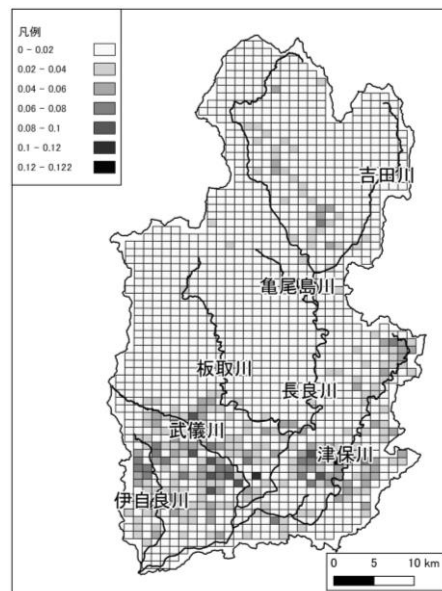 凡例
0 - 0.02
0.02 - 0.04
0.04 - 0.06
0.06 - 0.08
0.08 - 0.1
0.1 - 0.12
0.12 - 0.122
吉田川
亀尾島川
板取川
長良川
武儀川
津保川
伊自良川
0 5 10 km